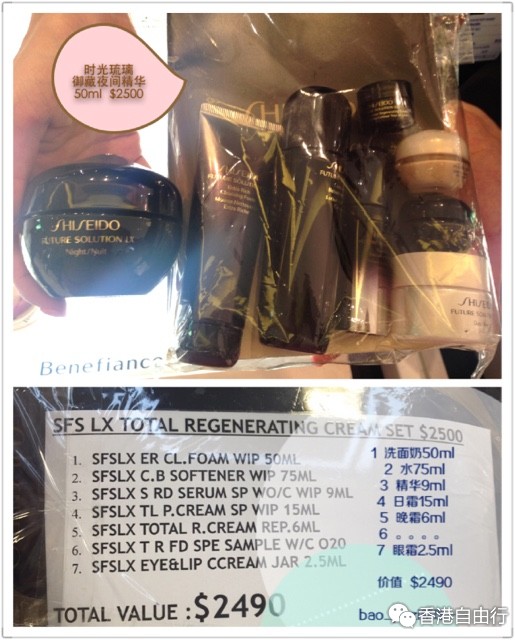 时光琉璃
御藏夜间精华
50ml $2500
SHISEIDO
FUTURE SOLUTION LX
Night/Nuit
SHISEIDO
FUTURE SOLUTION
Extra Rich
SHISEIDO
FUTURE SOLUTION
Benefiance
SFS LX TOTAL REGENERATING CREAM SET $2500
1. SFSLX ER CL.FOAM WIP 50ML
2. SFSLX C.B SOFTENER WIP 75ML
3. SFSLX S RD SERUM SP WO/C WIP 9ML
4. SFSLX TL P.CREAM SP WIP 15ML
5. SFSLX TOTAL R.CREAM REP.6ML
6. SFSLX T R FD SPE SAMPLE W/C O20
7. SFSLX EYE&LIP CCREAM JAR 2.5ML
TOTAL VALUE :$2490
1 洗面奶50ml
2 水75ml
3 精华9ml
4 日霜15ml
5 晚霜6ml
6 。。。。
7 眼霜2.5ml
价值 $2490
bao_
香港自由行